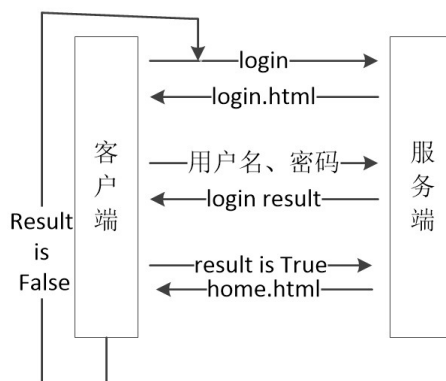 login
login.html
客户端
服务端
用户名、密码
login result
Result
is
False
result is True
home.html